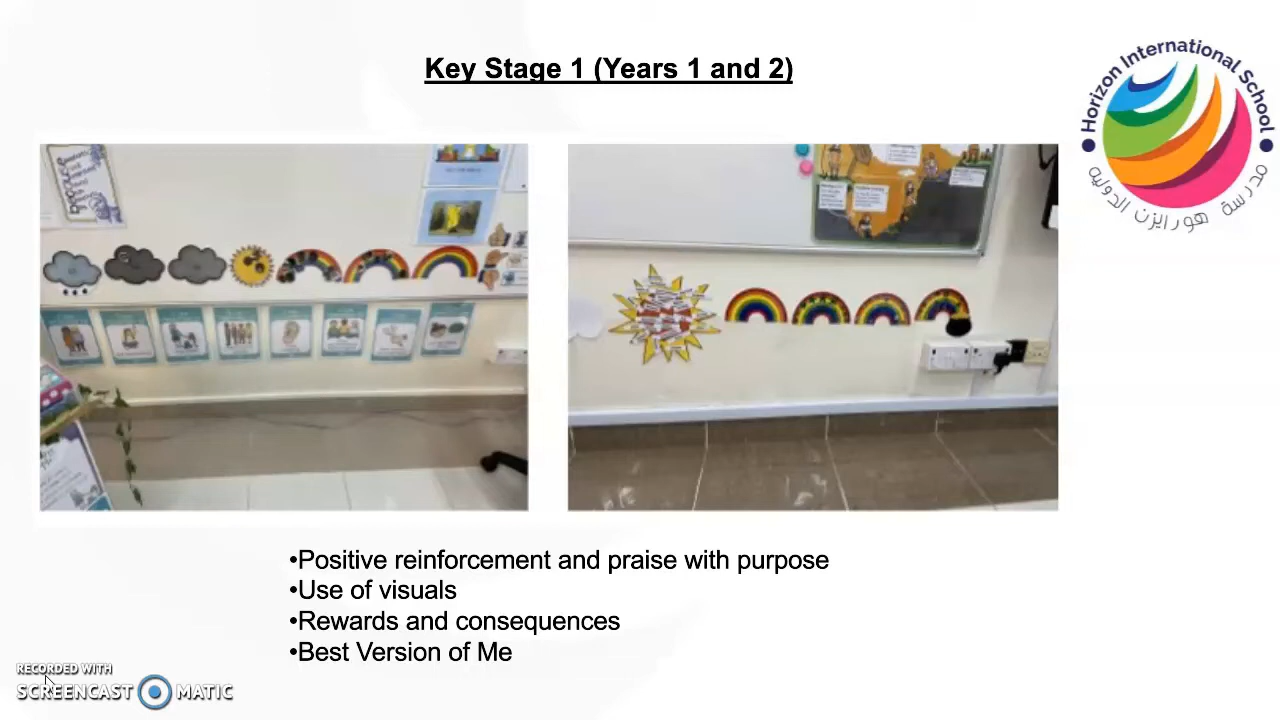 Key Stage 1 (Years 1 and 2)
Horizon International School
مدرسة هورايزن الدولية
•Positive reinforcement and praise with purpose
•Use of visuals
•Rewards and consequences
•Best Version of Me
RECORDED WITH
SCREENCAST MATIC